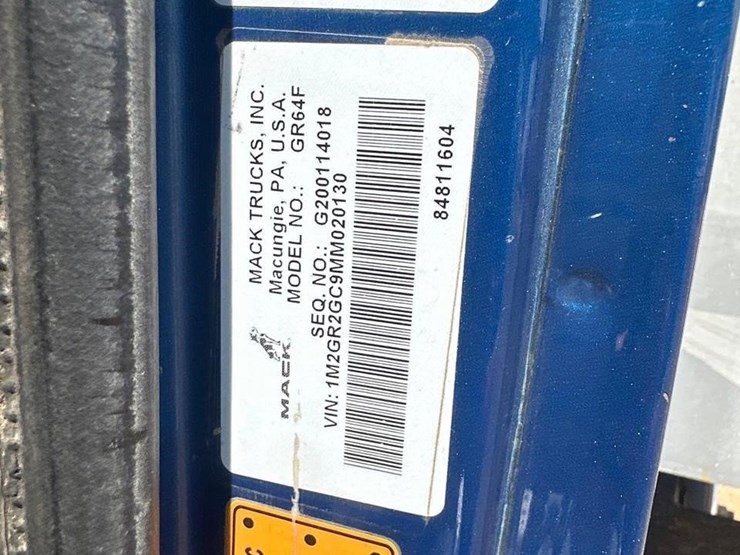 MACK TRUCKS, INC.
Macungie, PA, U.S.A.
MODEL NO.: GR64F
MACK
SEQ. NO.: G200114018
VIN: 1M2GR2GC9MM020130
84811604